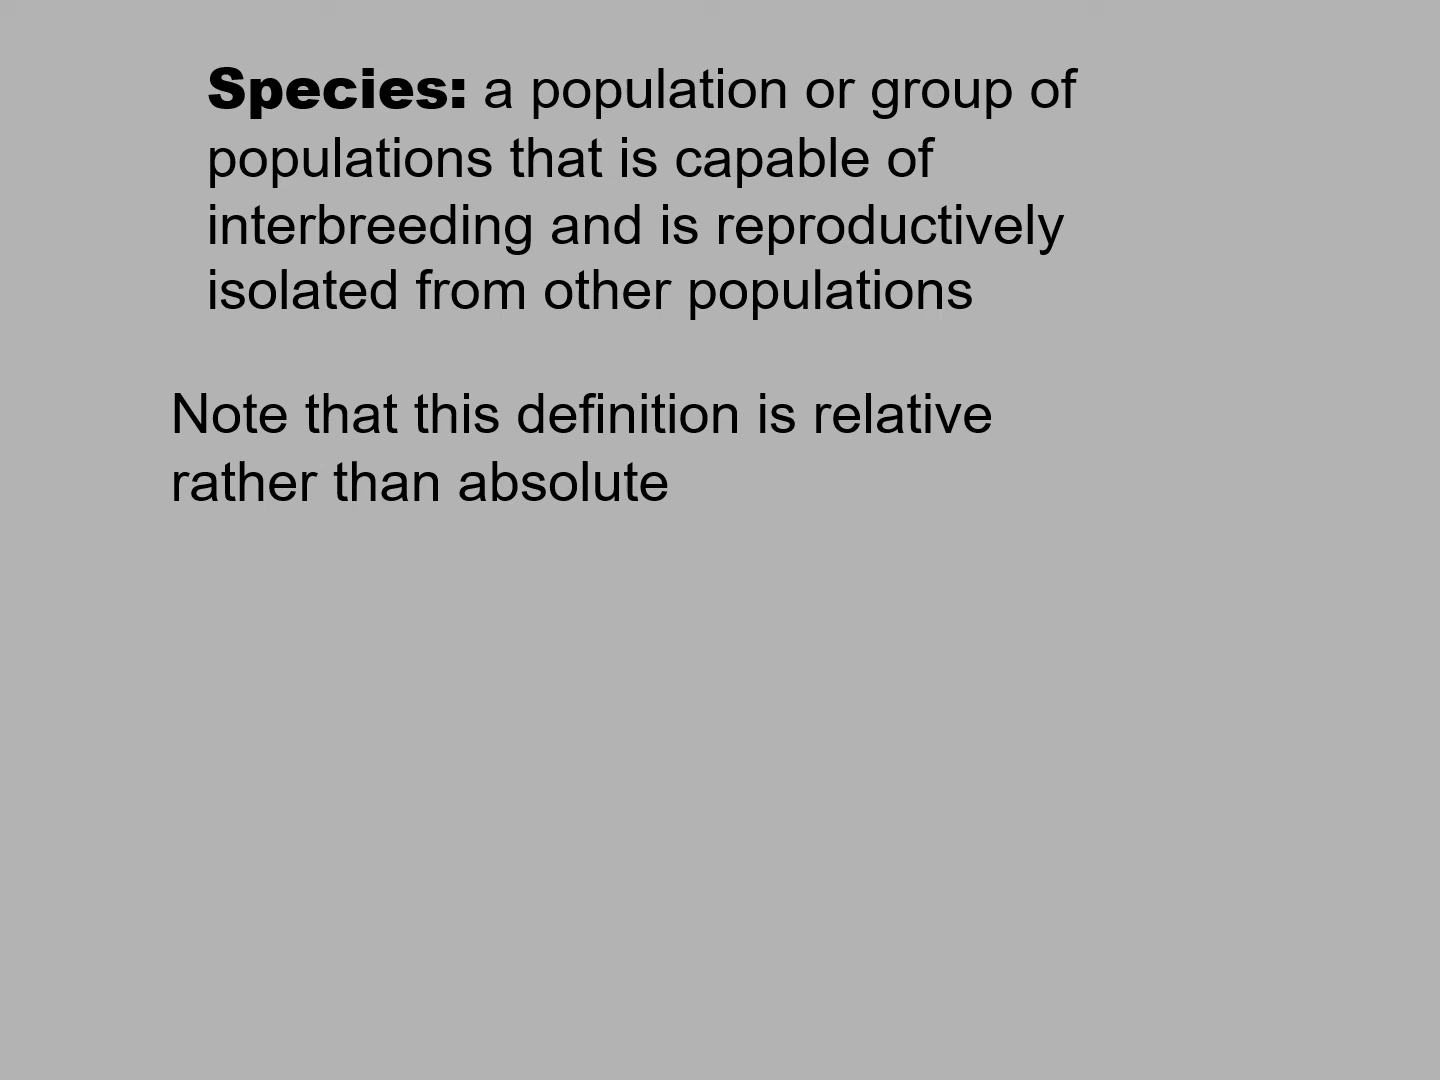 Species: a population or group of
populations that is capable of
interbreeding and is reproductively
isolated from other populations
Note that this definition is relative
rather than absolute